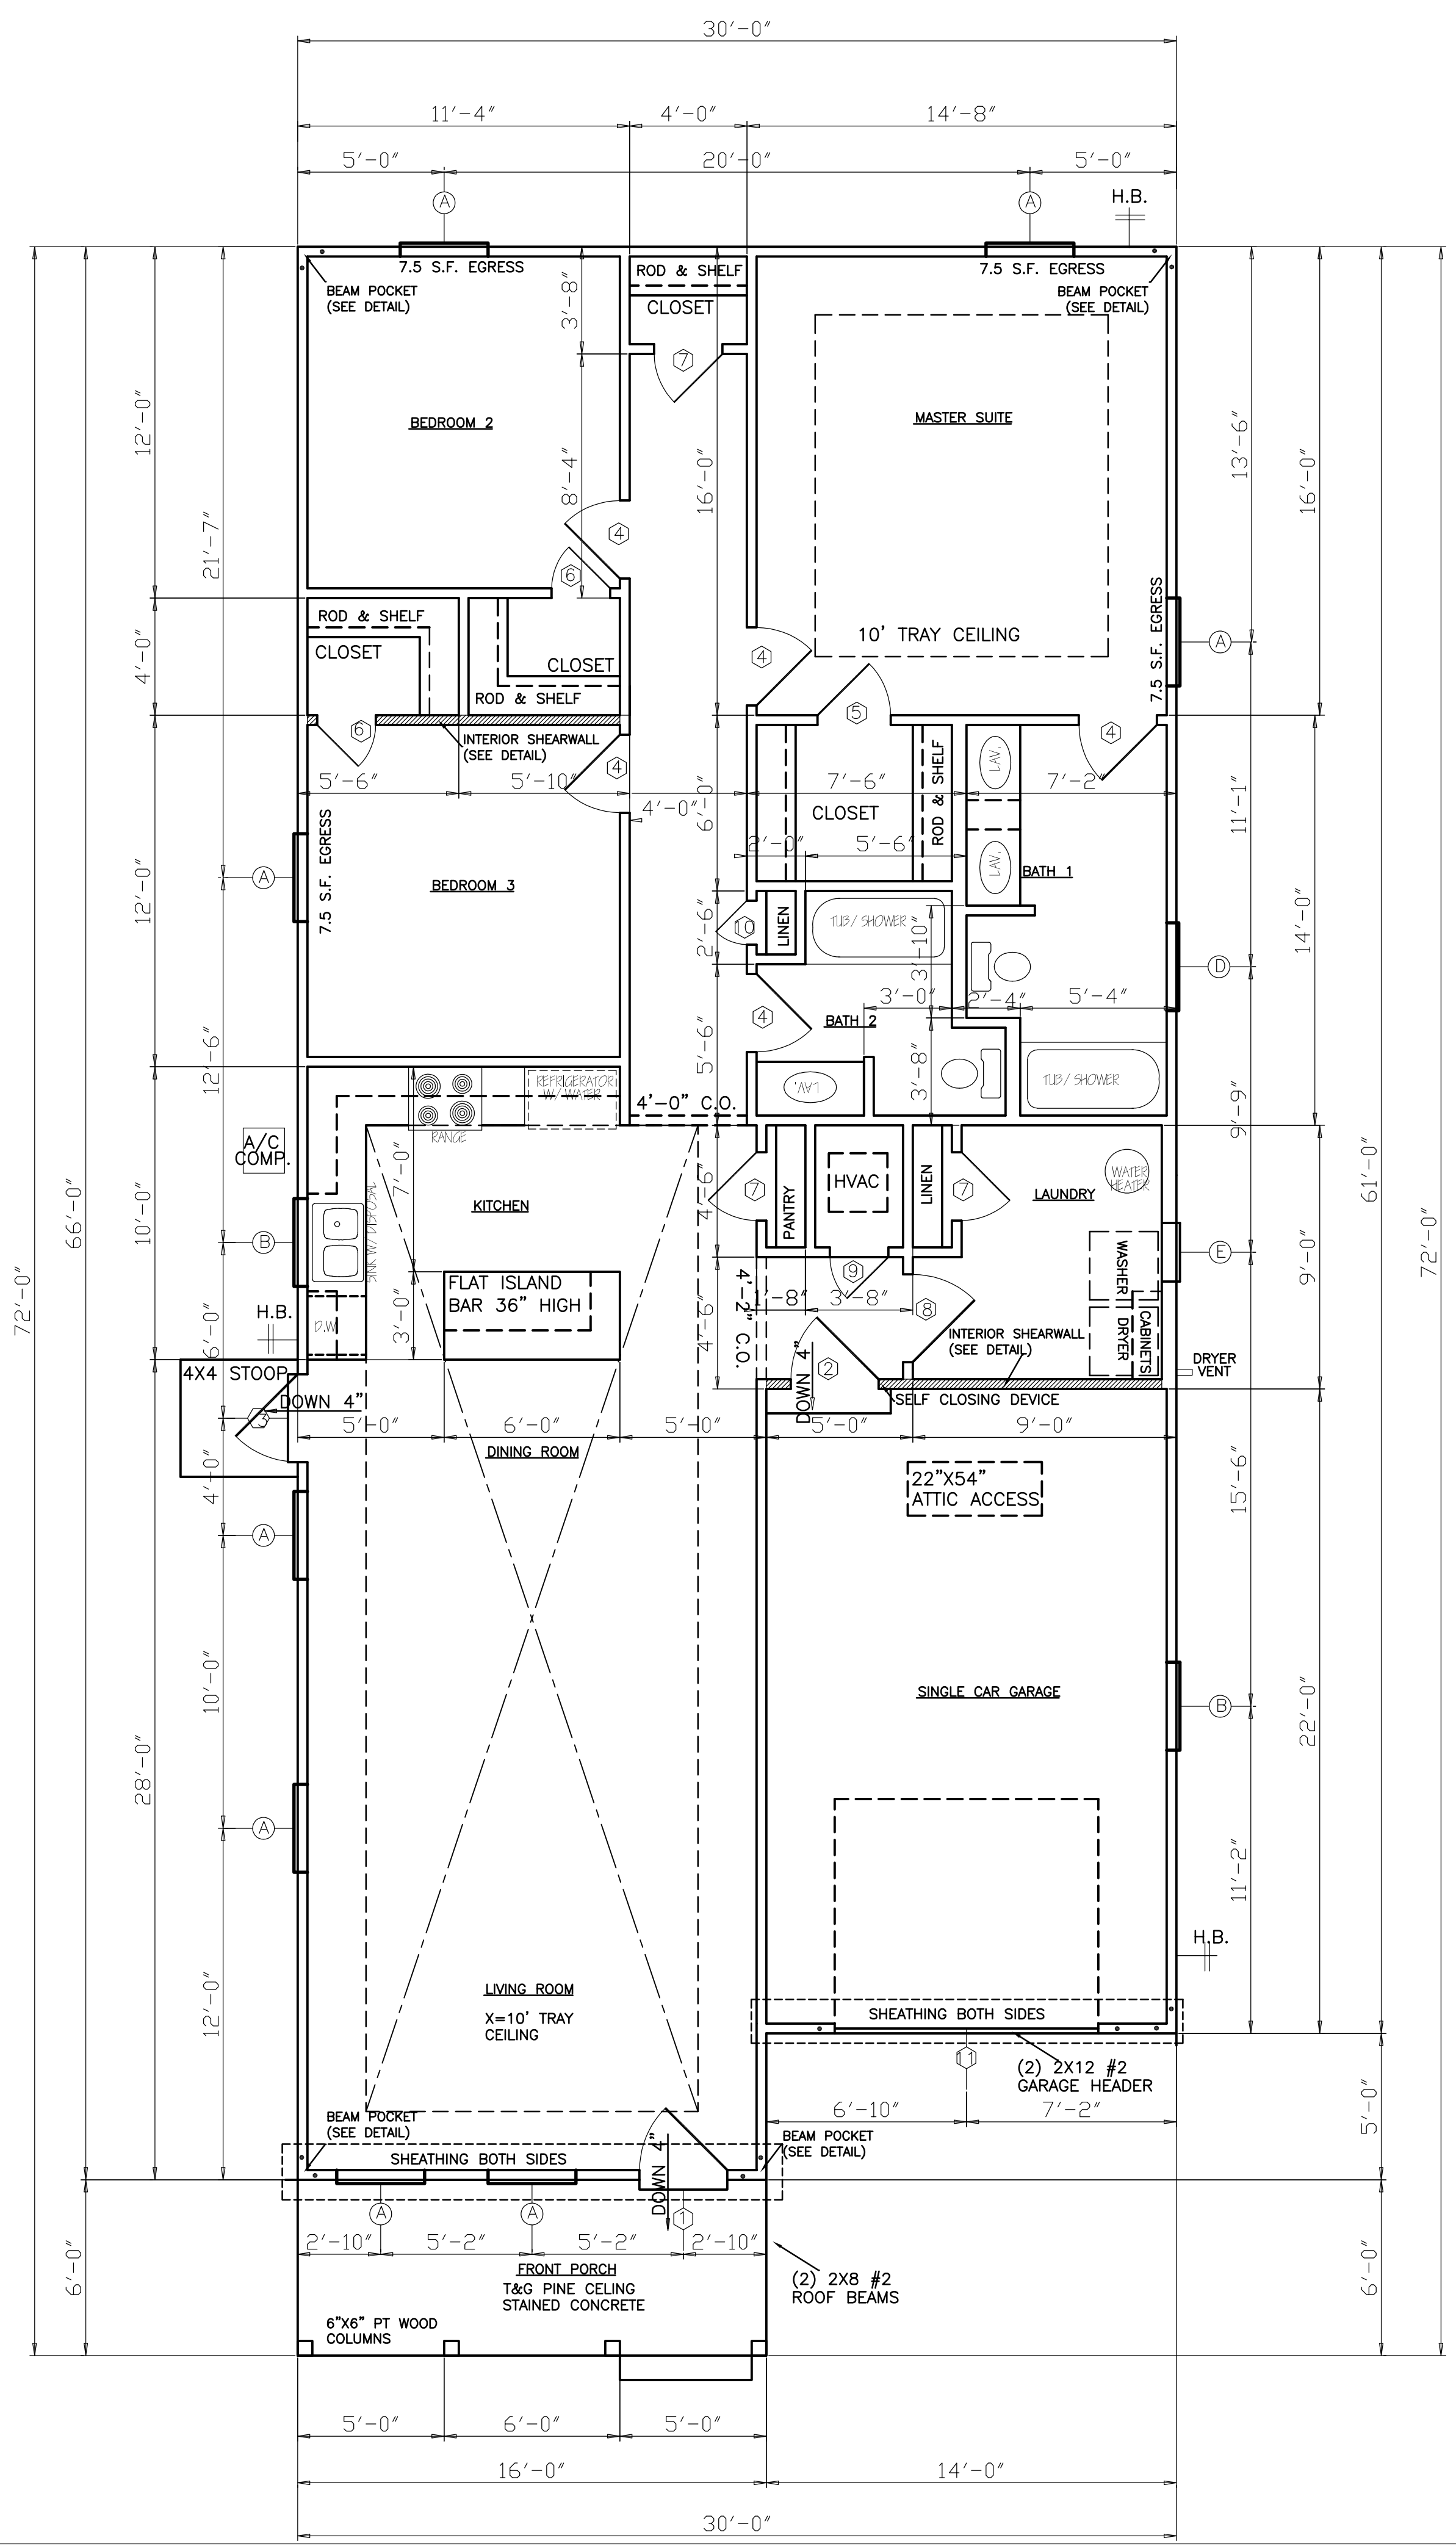 30'-0"
11'-4" 4'-0" 14'-8"
5'-0" 20'-0" 5'-0"
A A H.B.
7.5 S.F. EGRESS
7.5 S.F. EGRESS
BEAM POCKET
(SEE DETAIL)
BEAM POCKET
(SEE DETAIL)
ROD & SHELF
CLOSET
3'-8"
7
BEDROOM 2
MASTER SUITE
12'-0"
21'-7"
8'-4"
16'-0"
13'-6"
16'-0"
4
6
10' TRAY CEILING
7.5 S.F. EGRESS
A
4'-0"
ROD & SHELF
CLOSET
CLOSET
ROD & SHELF
4
5
4
6
INTERIOR SHEARWALL
(SEE DETAIL)
4
5'-6" 5'-10" 7'-6" 7'-2"
4'-0"
6'-0"
CLOSET
ROD & SHELF
LAV.
LAV.
11'-1"
2'-0" 5'-6"
BATH 1
7.5 S.F. EGRESS
A
BEDROOM 3
12'-0"
14'-0"
10
LINEN
2'-6"
TUB/ SHOWER
3'-10"
D
3'-0" 2'-4" 5'-4"
4
BATH 2
12'-6"
5'-6"
3'-8"
LAV.
TUB/ SHOWER
9'-9"
REFRIGERATOR
W/ WATER
RANGE
4'-0" C.O.
A/C
COMP.
7'-0"
66'-0"
61'-0"
72'-0"
72'-0"
10'-0"
4'-6"
7
PANTRY
HVAC
LINEN
7
LAUNDRY
WATER
HEATER
KITCHEN
SINK W/ DISPOSAL
B
E
9'-0"
WASHER
DRYER
CABINETS
FLAT ISLAND
BAR 36" HIGH
3'-0"
H.B.
D.W.
6'-0"
4'-6"
4'-2" C.O.
9
1'-8" 3'-8"
8
INTERIOR SHEARWALL
(SEE DETAIL)
2
DOWN 4"
DRYER
VENT
4X4 STOOP
DOWN 4"
3
SELF CLOSING DEVICE
5'-0" 6'-0" 5'-0" 5'-0" 9'-0"
DINING ROOM
4'-0"
22"X54"
ATTIC ACCESS
15'-6"
A
10'-0"
28'-0"
SINGLE CAR GARAGE
B
22'-0"
A
11'-2"
12'-0"
H.B.
LIVING ROOM
X=10' TRAY
CEILING
SHEATHING BOTH SIDES
11
(2) 2X12 #2
GARAGE HEADER
6'-10" 7'-2"
5'-0"
BEAM POCKET
(SEE DETAIL)
BEAM POCKET
(SEE DETAIL)
SHEATHING BOTH SIDES
DOWN 4"
A A 1
2'-10" 5'-2" 5'-2" 2'-10"
FRONT PORCH
T&G PINE CELING
STAINED CONCRETE
(2) 2X8 #2
ROOF BEAMS
6'-0"
6'-0"
6"X6" PT WOOD
COLUMNS
5'-0" 6'-0" 5'-0"
16'-0" 14'-0"
30'-0"